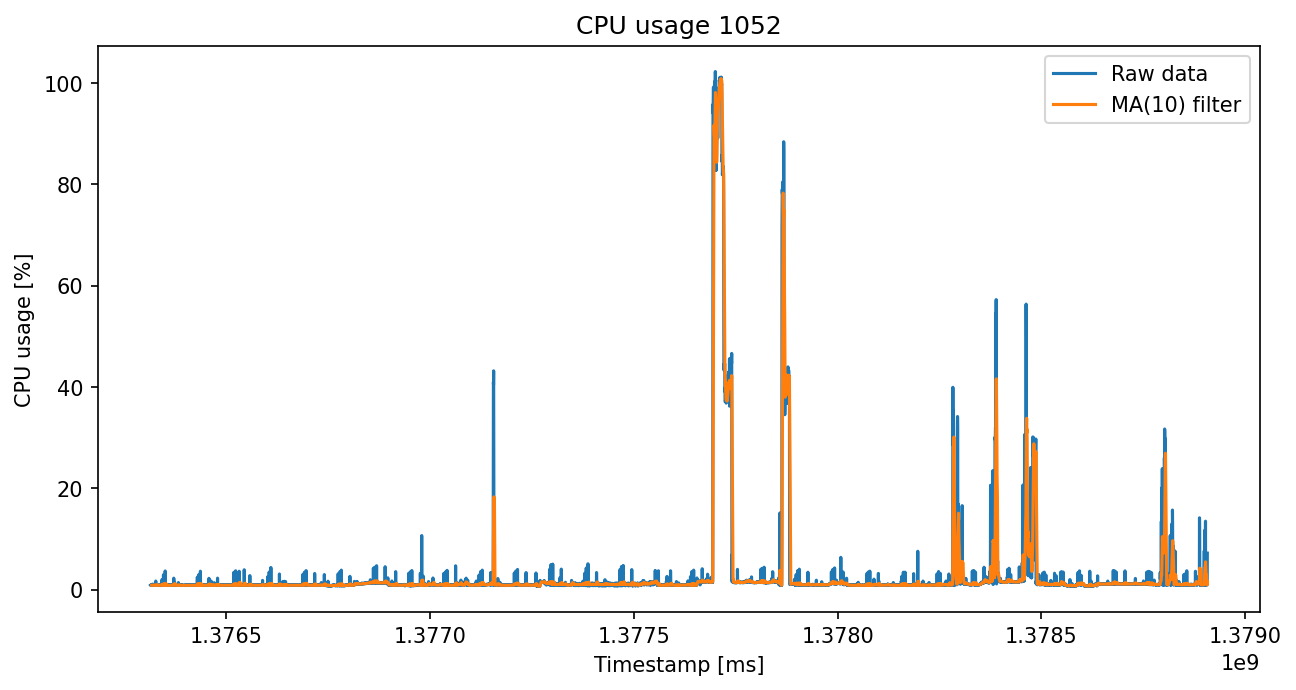 CPU usage 1052
Raw data
MA(10) filter
CPU usage [%]
100
80
60
40
20
0
1.3765 1.3770 1.3775 1.3780 1.3785 1.3790
1e9
Timestamp [ms]